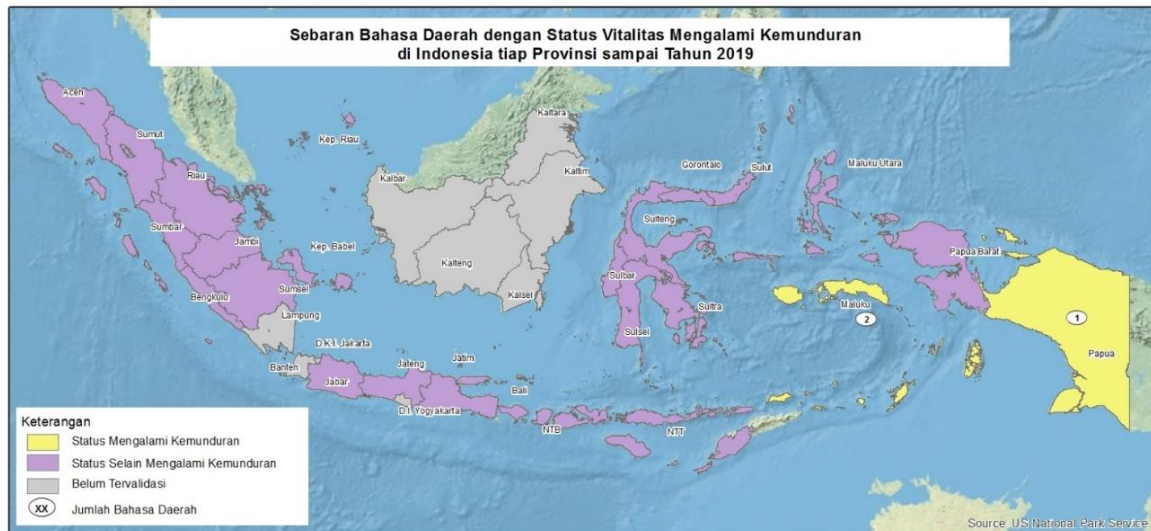 Sebaran Bahasa Daerah dengan Status Vitalitas Mengalami Kemunduran
di Indonesia tiap Provinsi sampai Tahun 2019
Aceh
Sumut
Kep. Riau
Riau
Sumbar
Jambi
Kep. Babel
Sumsel
Bengkulu
Lampung
D.K.I. Jakarta
Banten
Jabar
Jateng
Jatim
D.I. Yogyakarta
Bali
NTB
NTT
Kaltara
Kalbar
Kaltim
Kalteng
Kalsel
Gorontalo
Sulut
Sulteng
Sulbar
Sultra
Sulsel
Maluku Utara
Papua Barat
Maluku
2
1
Papua
Keterangan
Status Mengalami Kemunduran
Status Selain Mengalami Kemunduran
Belum Tervalidasi
XX Jumlah Bahasa Daerah
Source: US National Park Service